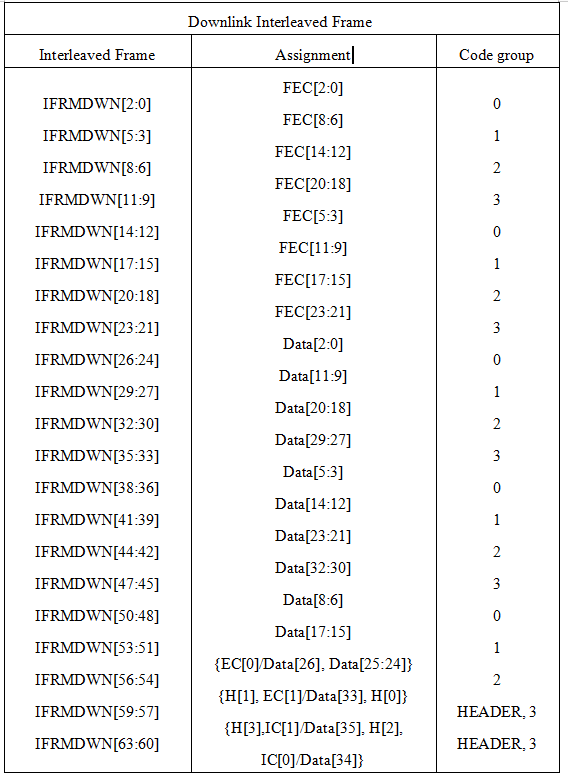 Downlink Interleaved Frame
Interleaved Frame Assignment Code group
IFRMDWN[2:0] FEC[2:0] 0
IFRMDWN[5:3] FEC[8:6] 1
IFRMDWN[8:6] FEC[14:12] 2
IFRMDWN[11:9] FEC[20:18] 3
IFRMDWN[14:12] FEC[5:3] 0
IFRMDWN[17:15] FEC[11:9] 1
IFRMDWN[20:18] FEC[17:15] 2
IFRMDWN[23:21] FEC[23:21] 3
IFRMDWN[26:24] Data[2:0] 0
IFRMDWN[29:27] Data[11:9] 1
IFRMDWN[32:30] Data[20:18] 2
IFRMDWN[35:33] Data[29:27] 3
IFRMDWN[38:36] Data[5:3] 0
IFRMDWN[41:39] Data[14:12] 1
IFRMDWN[44:42] Data[23:21] 2
IFRMDWN[47:45] Data[32:30] 3
IFRMDWN[50:48] Data[8:6] 0
IFRMDWN[53:51] Data[17:15] 1
IFRMDWN[56:54] {EC[0]/Data[26], Data[25:24]} 2
IFRMDWN[59:57] {H[1], EC[1]/Data[33], H[0]} HEADER, 3
IFRMDWN[63:60] {H[3],IC[1]/Data[35], H[2], HEADER, 3
IC[0]/Data[34]}